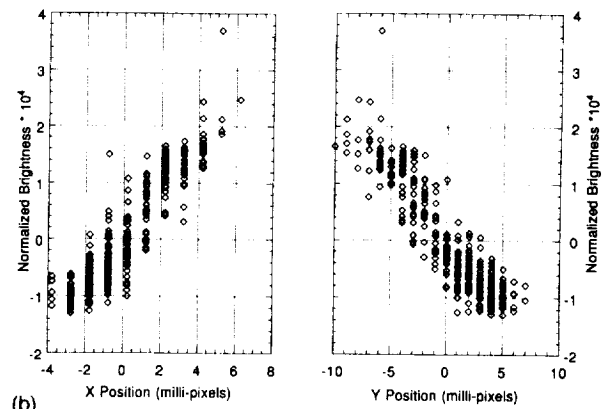 4 4
3 3
2 2
1 1
0 0
-1 -1
-2 -2
Normalized Brightness * 10⁴
Normalized Brightness * 10⁴
-4 -2 0 2 4 6 8
-10 -5 0 5 10
X Position (milli-pixels)
Y Position (milli-pixels)
(b)